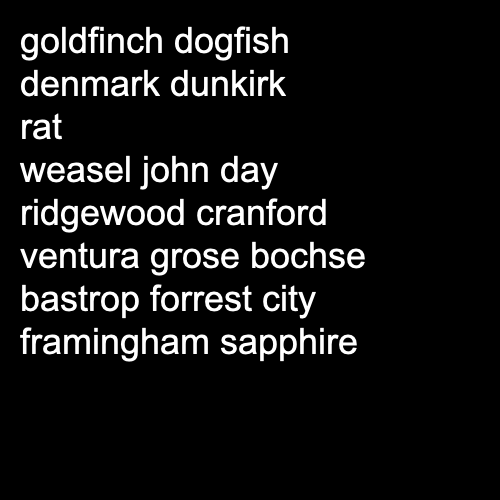 goldfinch dogfish
denmark dunkirk
rat
weasel john day
ridgewood cranford
ventura grose bochse
bastrop forrest city
framingham sapphire